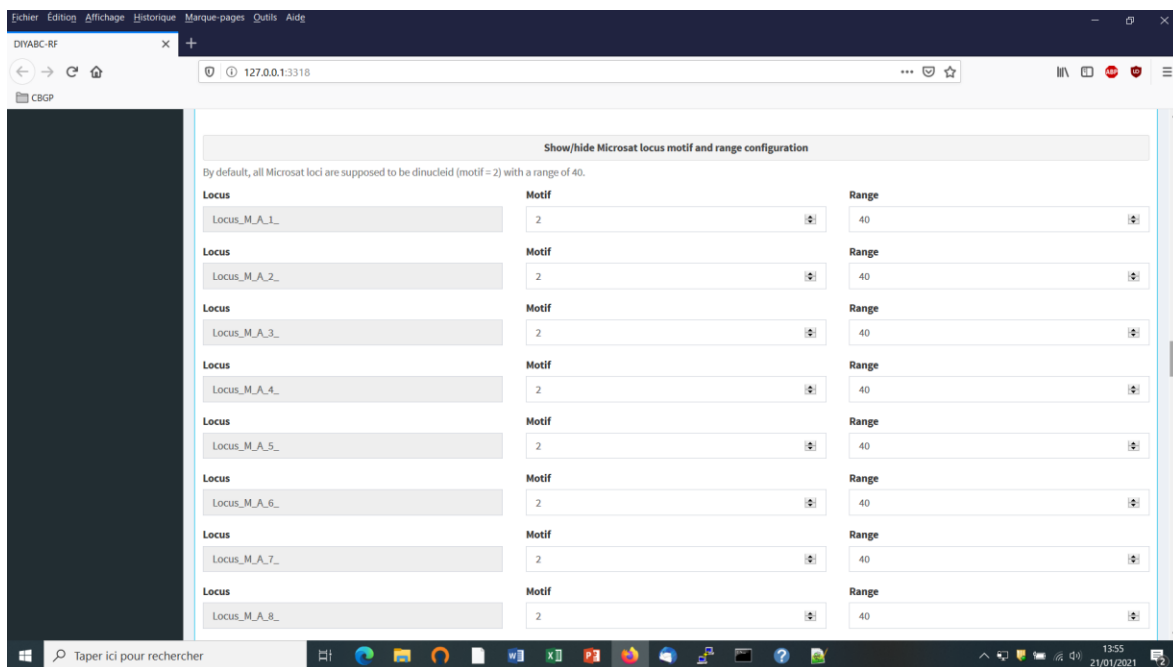 Fichier Édition Affichage Historique Marque-pages Outils Aide
DIYABC-RF
127.0.0.1:3318
CBGP
Show/hide Microsat locus motif and range configuration
By default, all Microsat loci are supposed to be dinucleid (motif = 2) with a range of 40.
Locus Motif Range
Locus_M_A_1_ 2 40
Locus Motif Range
Locus_M_A_2_ 2 40
Locus Motif Range
Locus_M_A_3_ 2 40
Locus Motif Range
Locus_M_A_4_ 2 40
Locus Motif Range
Locus_M_A_5_ 2 40
Locus Motif Range
Locus_M_A_6_ 2 40
Locus Motif Range
Locus_M_A_7_ 2 40
Locus Motif Range
Locus_M_A_8_ 2 40
Taper ici pour rechercher
13:55
21/01/2021